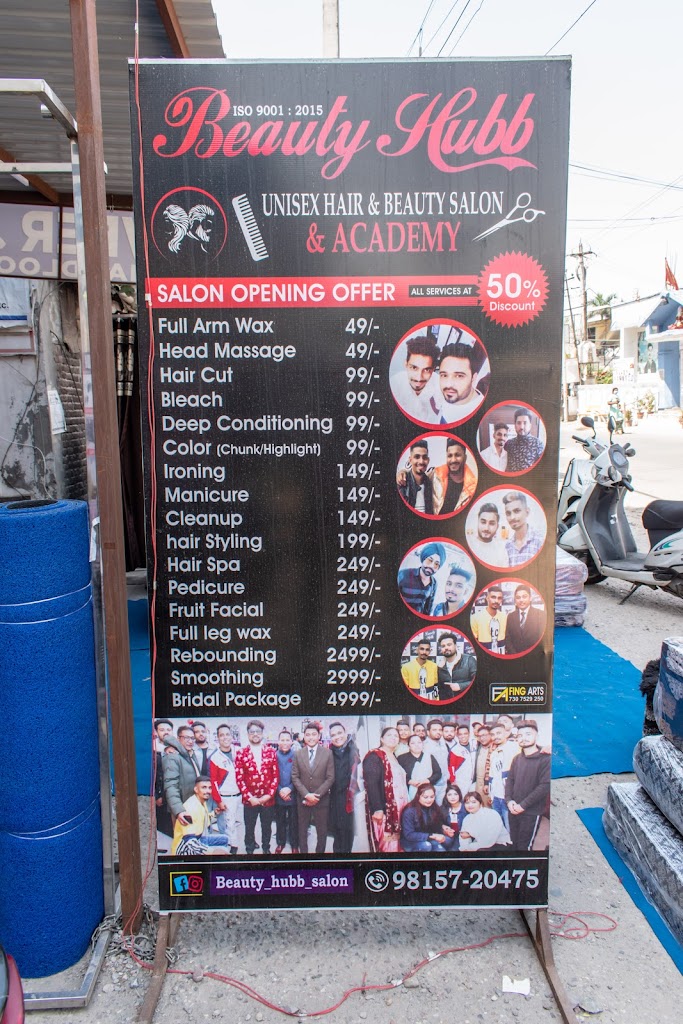 ISO 9001 : 2015
Beauty Hubb
UNISEX HAIR & BEAUTY SALON
& ACADEMY
SALON OPENING OFFER ALL SERVICES AT 50% Discount
Full Arm Wax 49/-
Head Massage 49/-
Hair Cut 99/-
Bleach 99/-
Deep Conditioning 99/-
Color (Chunk/Highlight) 99/-
Ironing 149/-
Manicure 149/-
Cleanup 149/-
hair Styling 199/-
Hair Spa 249/-
Pedicure 249/-
Fruit Facial 249/-
Full leg wax 249/-
Rebounding 2499/-
Smoothing 2999/-
Bridal Package 4999/-
FING ARTS
730 7529 250
Beauty_hubb_salon 98157-20475